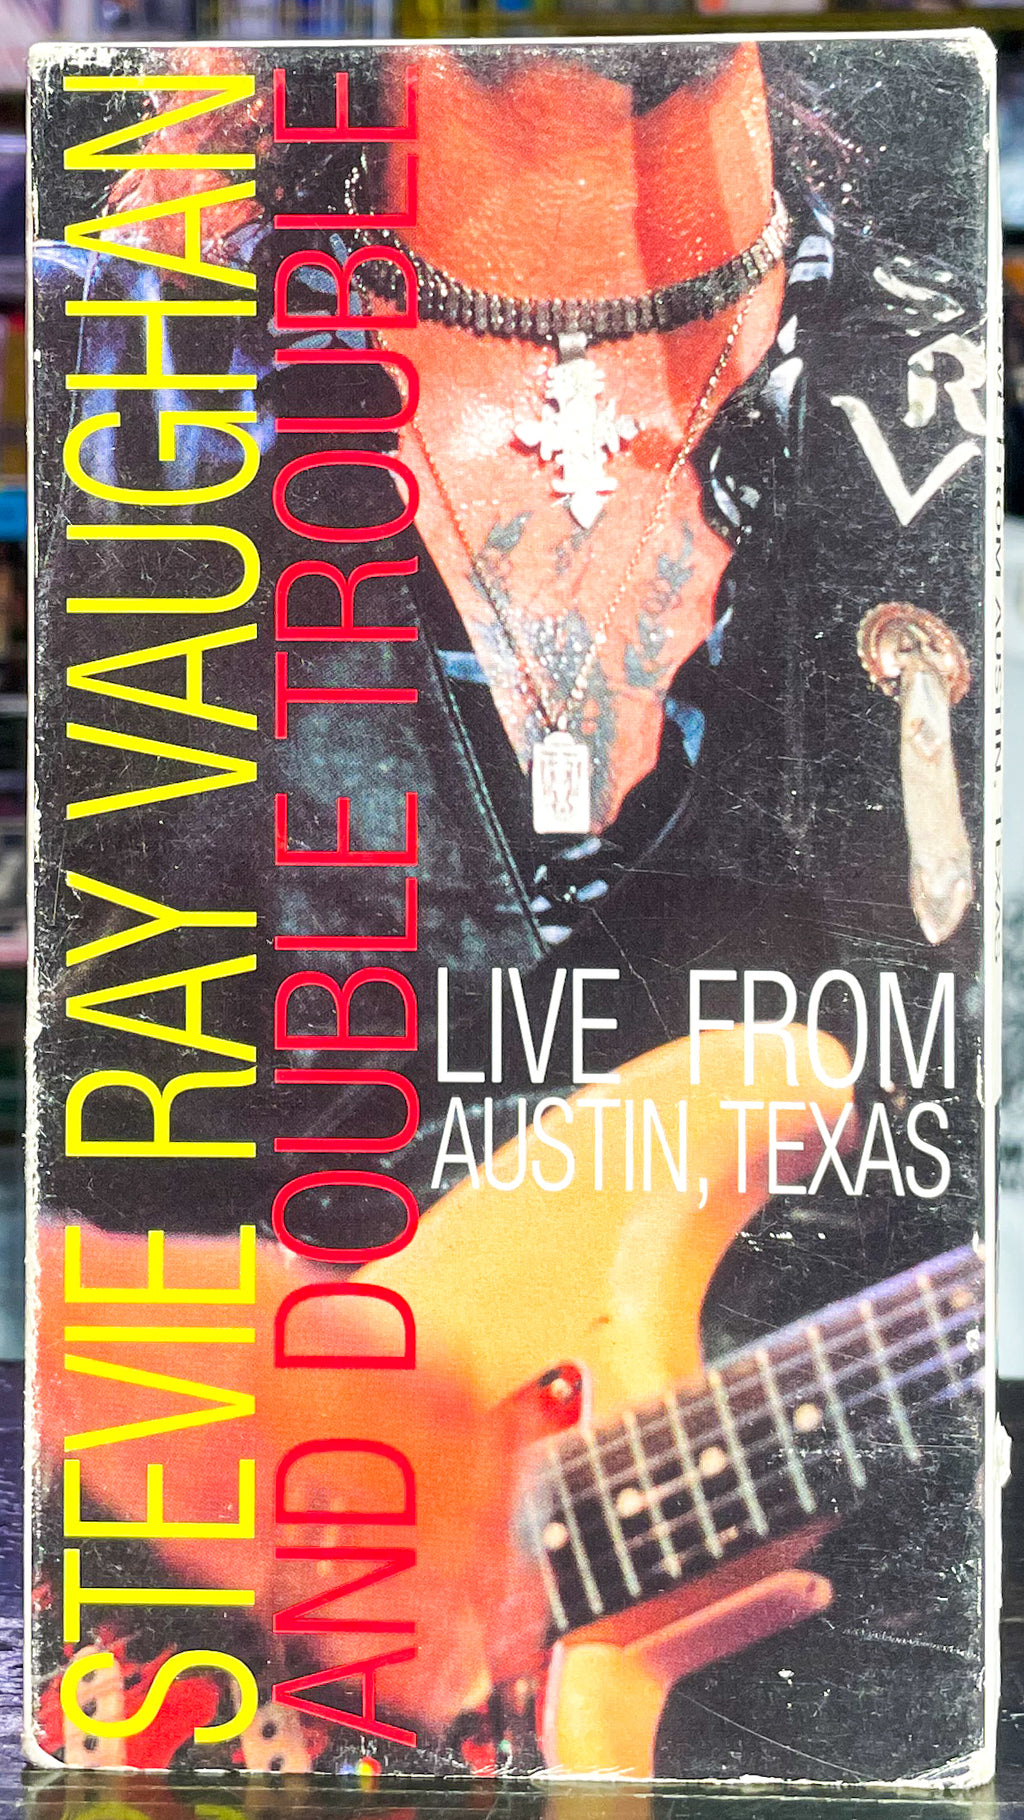 STEVIE RAY VAUGHAN
AND DOUBLE TROUBLE
LIVE FROM
AUSTIN, TEXAS